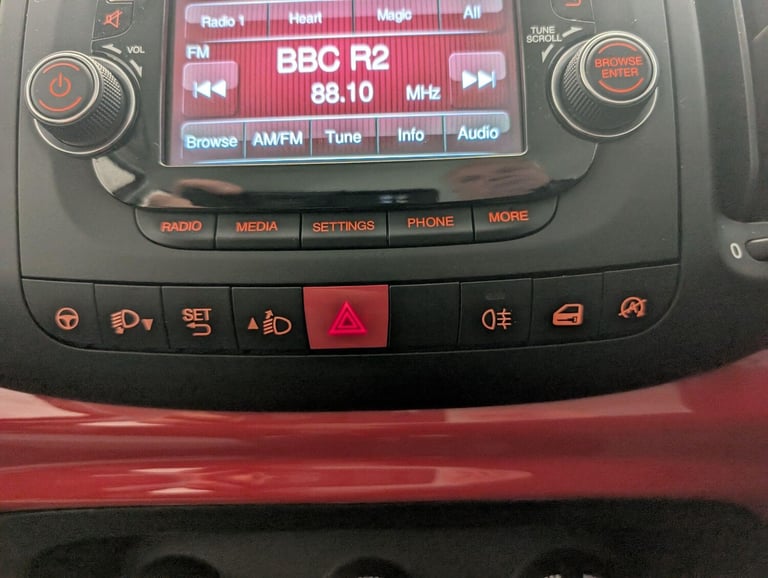 Radio 1 Heart Magic All
VOL
TUNE
SCROLL
FM
BBC R2
BROWSE
ENTER
88.10 MHz
Browse AM/FM Tune Info Audio
RADIO MEDIA SETTINGS PHONE MORE
0
SET